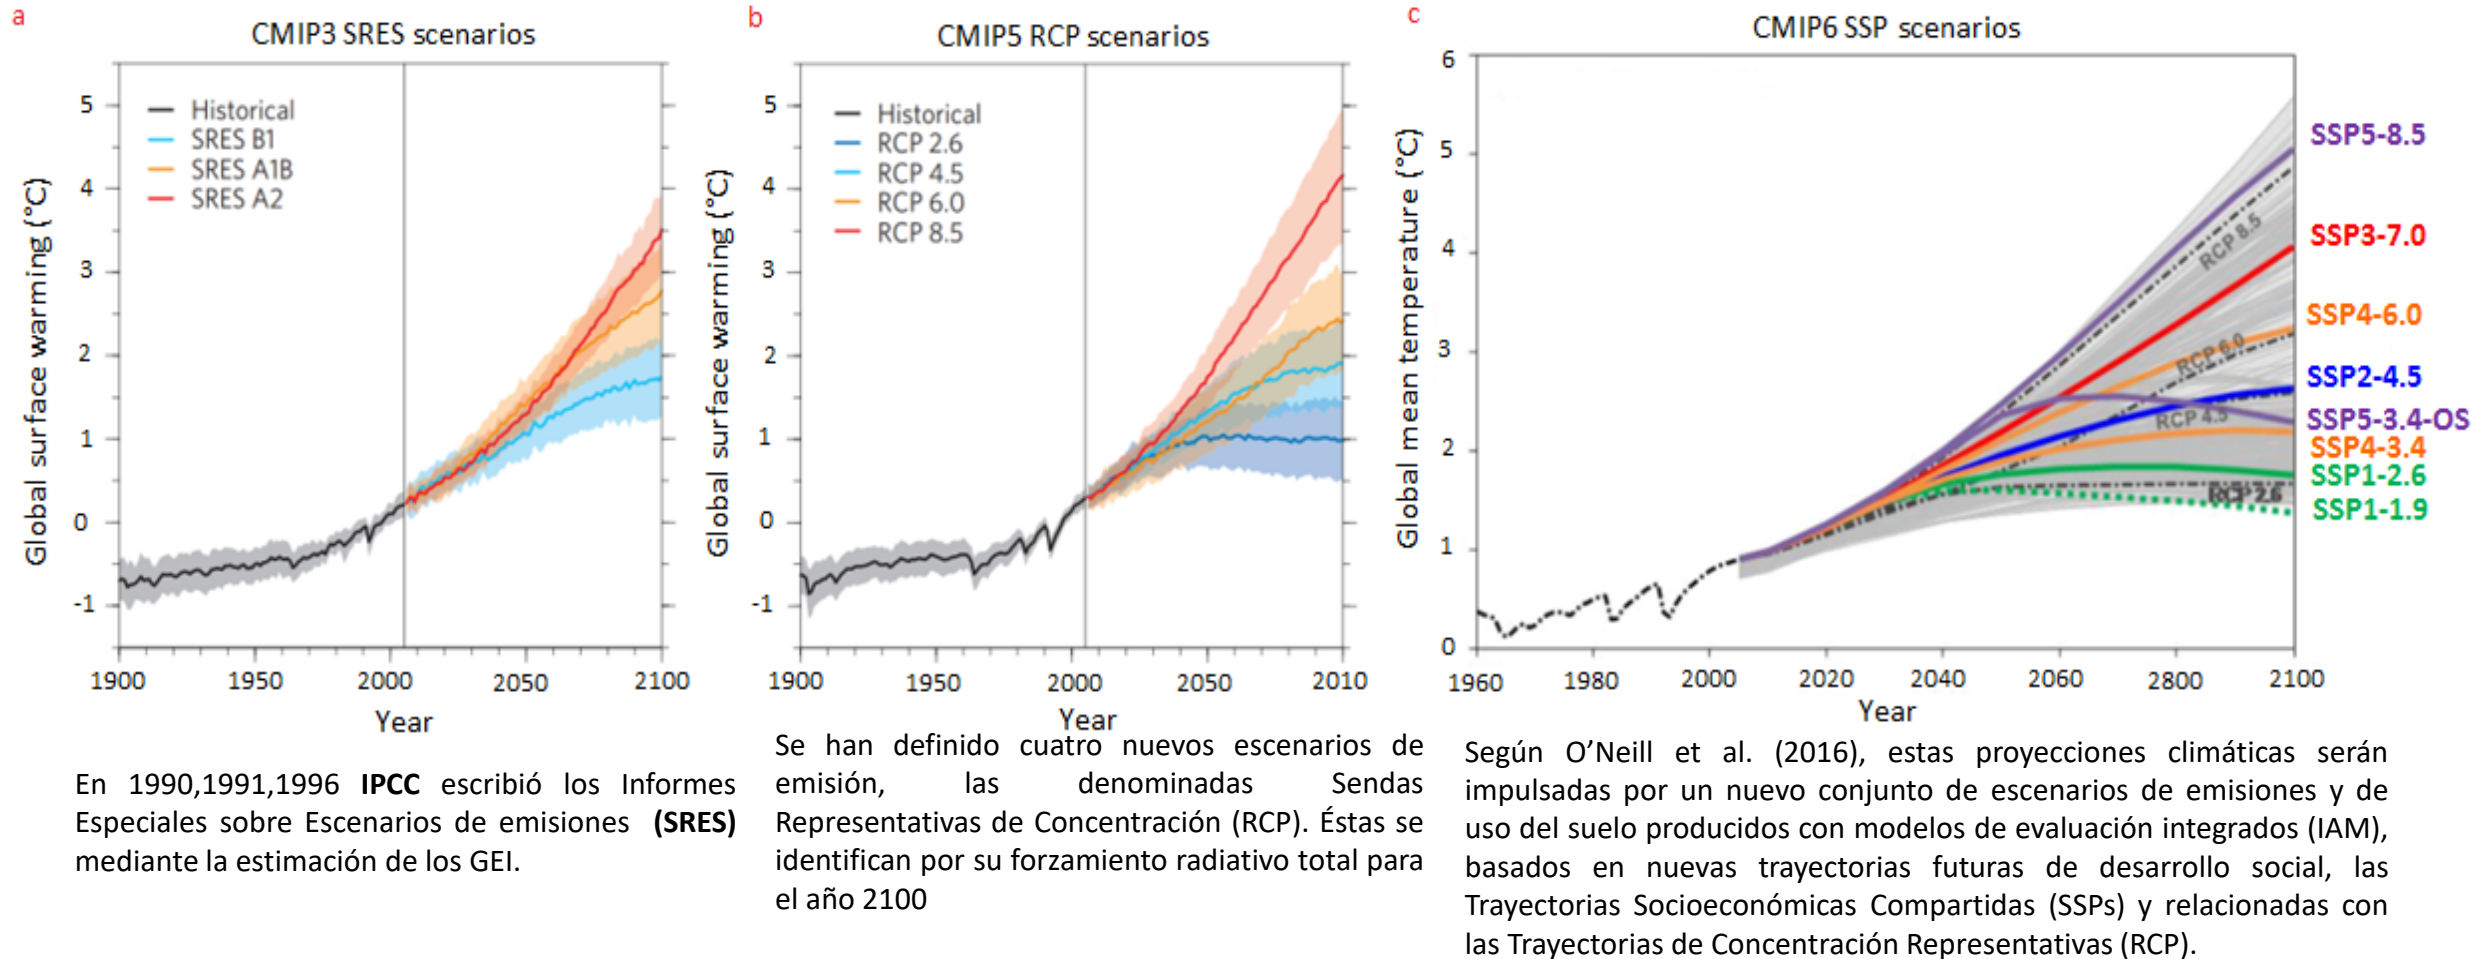 a
CMIP3 SRES scenarios
Global surface warming (°C)
5
4
3
2
1
0
-1
Historical
SRES B1
SRES A1B
SRES A2
1900 1950 2000 2050 2100
Year
En 1990,1991,1996 IPCC escribió los Informes
Especiales sobre Escenarios de emisiones (SRES)
mediante la estimación de los GEI.
b
CMIP5 RCP scenarios
Global surface warming (°C)
5
4
3
2
1
0
-1
Historical
RCP 2.6
RCP 4.5
RCP 6.0
RCP 8.5
1900 1950 2000 2050 2010
Year
Se han definido cuatro nuevos escenarios de
emisión, las denominadas Sendas
Representativas de Concentración (RCP). Éstas se
identifican por su forzamiento radiativo total para
el año 2100
c
CMIP6 SSP scenarios
Global mean temperature (°C)
6
5
4
3
2
1
0
RCP 8.5
RCP 6.0
RCP 4.5
RCP 2.6
SSP5-8.5
SSP3-7.0
SSP4-6.0
SSP2-4.5
SSP5-3.4-OS
SSP4-3.4
SSP1-2.6
SSP1-1.9
1960 1980 2000 2020 2040 2060 2800 2100
Year
Según O’Neill et al. (2016), estas proyecciones climáticas serán
impulsadas por un nuevo conjunto de escenarios de emisiones y de
uso del suelo producidos con modelos de evaluación integrados (IAM),
basados en nuevas trayectorias futuras de desarrollo social, las
Trayectorias Socioeconómicas Compartidas (SSPs) y relacionadas con
las Trayectorias de Concentración Representativas (RCP).